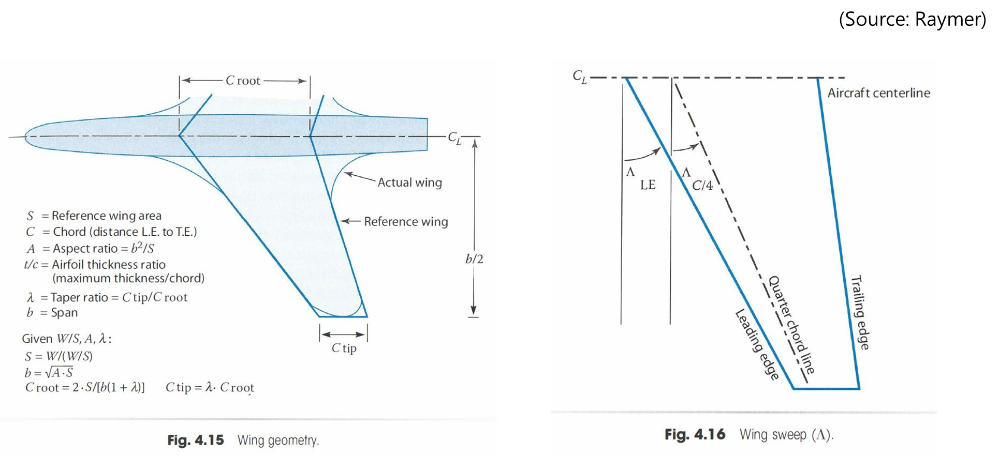 (Source: Raymer)
C root
C_L
Actual wing
Reference wing
b/2
S = Reference wing area
C = Chord (distance L.E. to T.E.)
A = Aspect ratio = b²/S
t/c = Airfoil thickness ratio
(maximum thickness/chord)
λ = Taper ratio = C tip/C root
b = Span
C tip
Given W/S, A, λ:
S = W/(W/S)
b = √A·S
C root = 2·S/[b(1 + λ)] C tip = λ· C root
Fig. 4.15 Wing geometry.
C_L
Aircraft centerline
Λ
LE
Λ
C/4
Quarter chord line
Leading edge
Trailing edge
Fig. 4.16 Wing sweep (Λ).